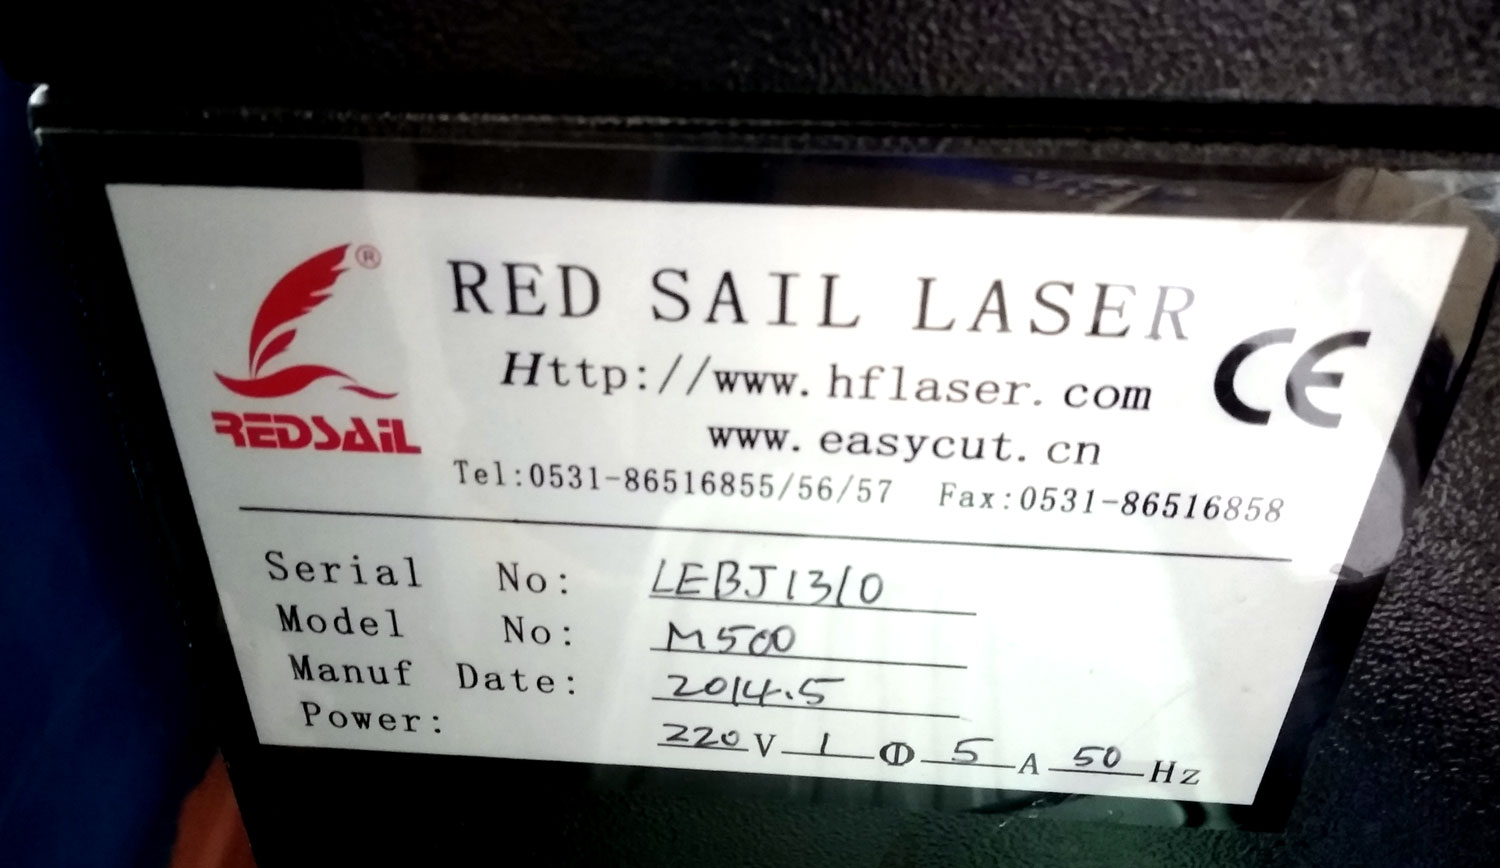 ®
REDSAIL
RED SAIL LASER
Http://www.hflaser.com
www.easycut.cn
CE
Tel:0531-86516855/56/57 Fax:0531-86516858
Serial No: LEBJ1310
Model No: M500
Manuf Date: 2014.5
Power: 220 V 1 Φ 5 A 50 Hz